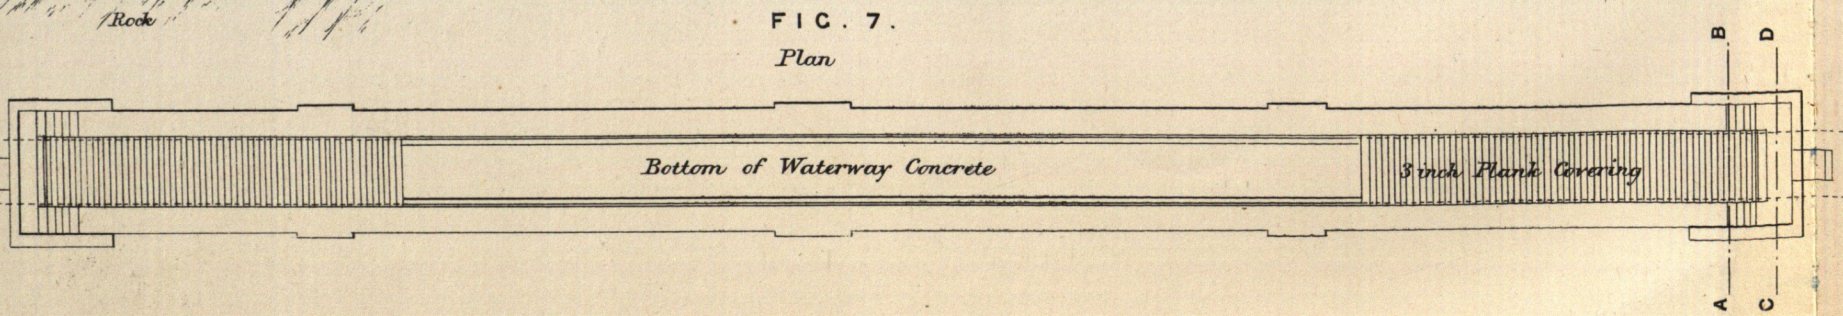 Rock
FIG. 7.
Plan
B D
Bottom of Waterway Concrete
3 inch Plank Covering
A C